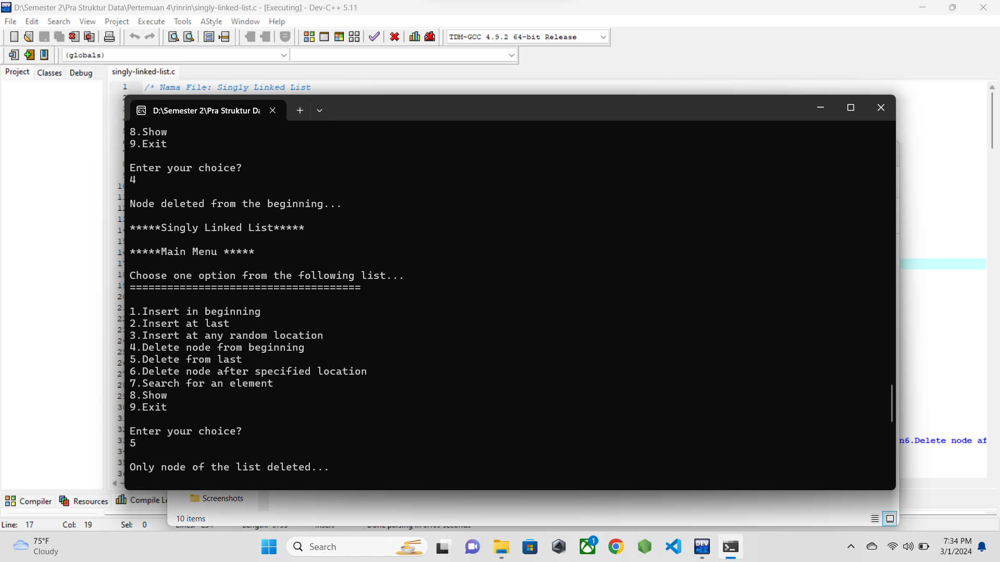 D:\Semester 2\Pra Struktur Data\Pertemuan 4\rinrin\singly-linked-list.c - [Executing] - Dev-C++ 5.11
File Edit Search View Project Execute Tools AStyle Window Help
TDM-GCC 4.9.2 64-bit Release
(globals)
Project Classes Debug singly-linked-list.c
1 /* Nama File: Singly Linked List
D:\Semester 2\Pra Struktur Da
8.Show
9.Exit
Enter your choice?
4
Node deleted from the beginning...
*****Singly Linked List*****
*****Main Menu *****
Choose one option from the following list...
=====================================
1.Insert in beginning
2.Insert at last
3.Insert at any random location
4.Delete node from beginning
5.Delete from last
6.Delete node after specified location
7.Search for an element
8.Show
9.Exit
Enter your choice?
5
n6.Delete node af
Only node of the list deleted...
Compiler Resources Compile Lo
Screenshots
10 items
Line: 17 Col: 19 Sel: 0
75°F
Cloudy
Search
1
DEV
7:34 PM
3/1/2024